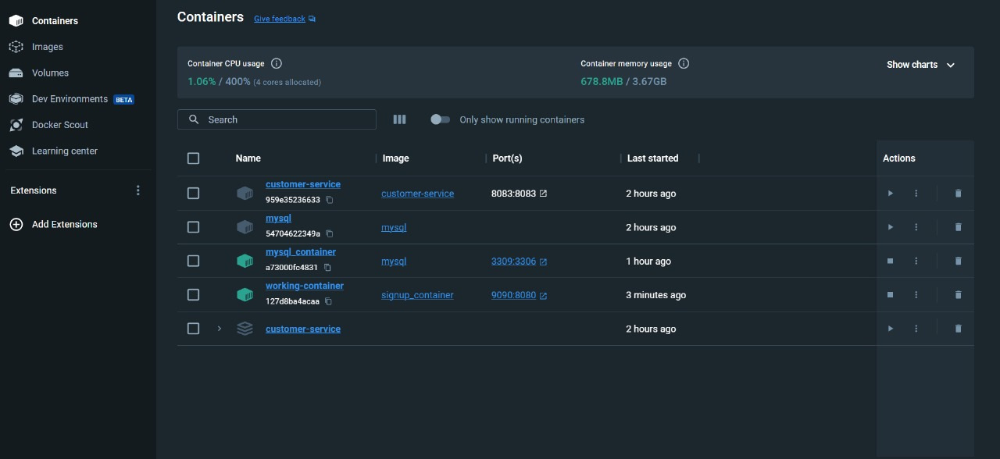 Containers
Images
Volumes
Dev Environments BETA
Docker Scout
Learning center
Extensions
Add Extensions
Containers Give feedback
Container CPU usage
1.06% / 400% (4 cores allocated)
Container memory usage
678.8MB / 3.67GB
Show charts
Search
Only show running containers
Name Image Port(s) Last started Actions
customer-service
959e35236633
customer-service 8083:8083 2 hours ago
mysql
54704622349a
mysql 2 hours ago
mysql_container
a73000fc4831
mysql 3309:3306 1 hour ago
working-container
127d8ba4acaa
signup_container 9090:8080 3 minutes ago
customer-service 2 hours ago